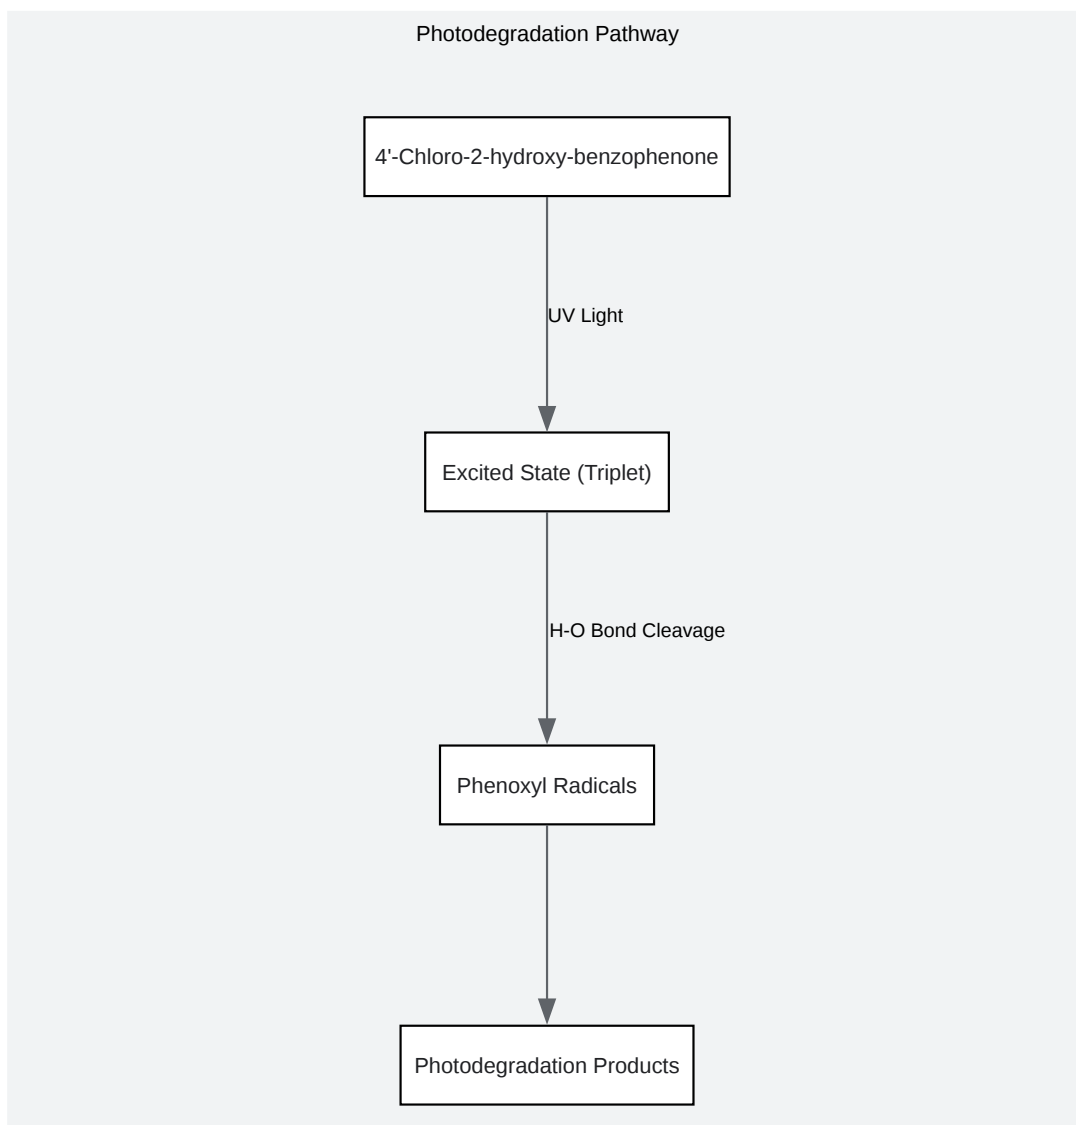 Photodegradation Pathway
4'-Chloro-2-hydroxy-benzophenone
UV Light
Excited State (Triplet)
H-O Bond Cleavage
Phenoxyl Radicals
Photodegradation Products